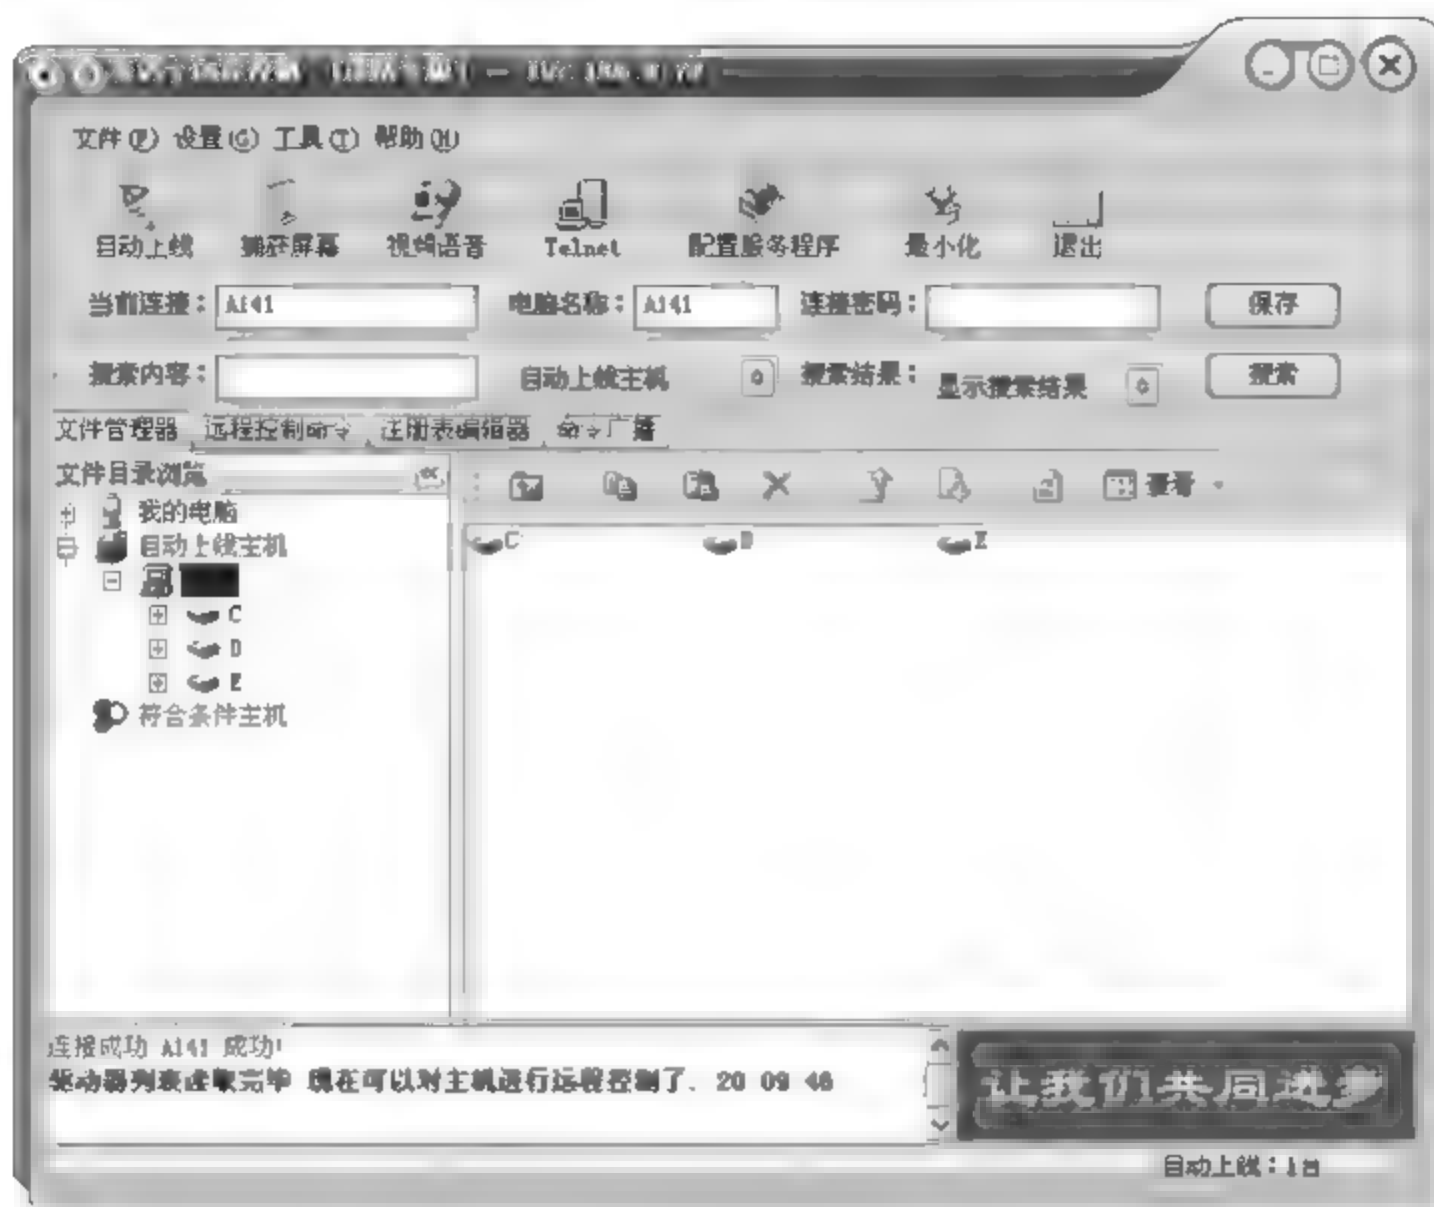 文件(F) 设置(G) 工具(T) 帮助(H)
自动上线 捕获屏幕 视频语音 Telnet 配置服务程序 最小化 退出
当前连接： A141 电脑名称： A141 连接密码： 保存
搜索内容： 自动上线主机 搜索结果： 显示搜索结果 搜索
文件管理器 远程控制命令 注册表编辑器 命令广播
文件目录浏览 查看
我的电脑
自动上线主机
C D E
C
D
E
符合条件主机
连接成功 A141 成功!
驱动器列表读取完毕 现在可以对主机进行远程控制了. 20 09 46
让我们共同进步
自动上线：1台